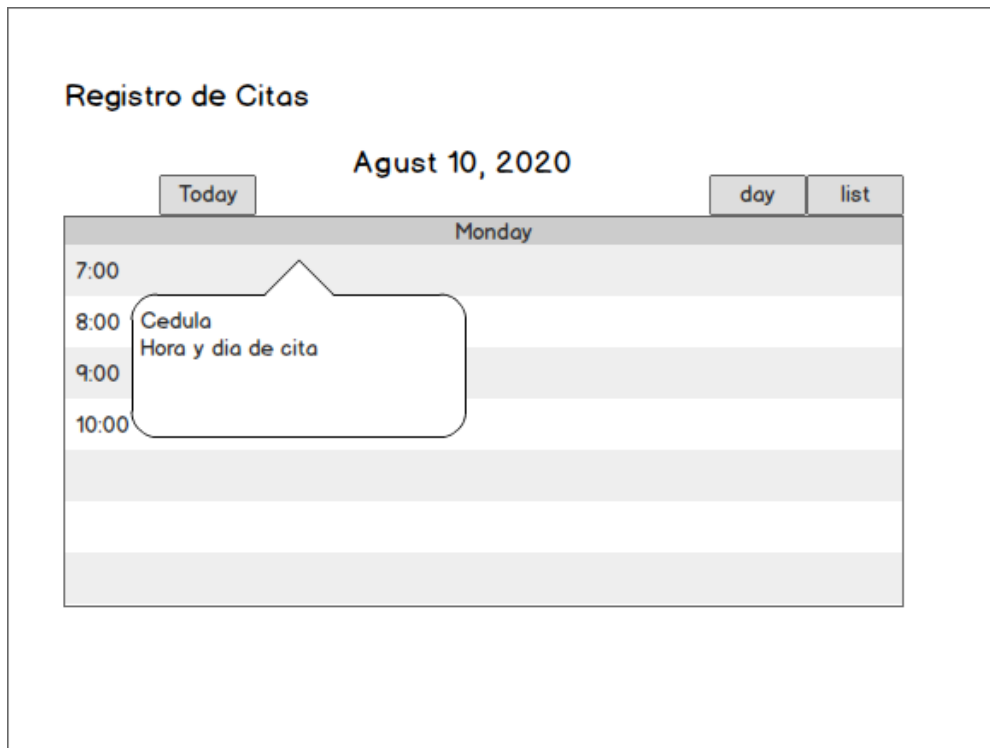 Registro de Citas
Agust 10, 2020
Today
day
list
Monday
7:00
8:00
Cedula
Hora y dia de cita
9:00
10:00